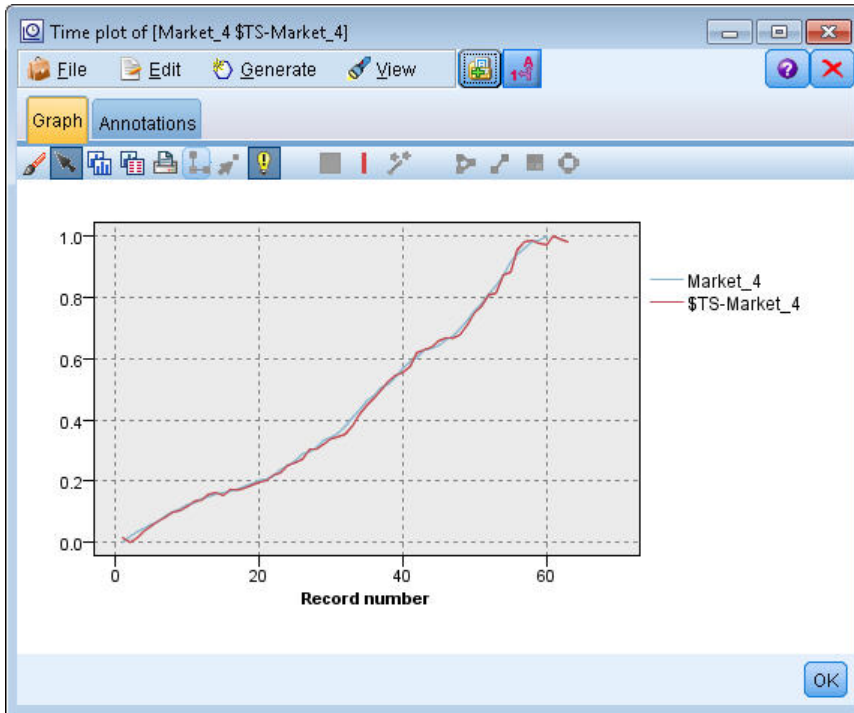 Time plot of [Market_4 $TS-Market_4]
File Edit Generate View
Graph Annotations
1.0
0.8
0.6
0.4
0.2
0.0
0 20 40 60
Record number
Market_4
$TS-Market_4
OK